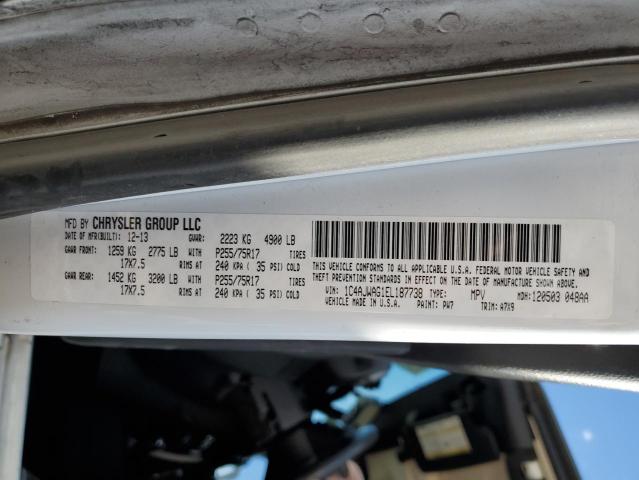 MFD BY CHRYSLER GROUP LLC
DATE OF MFR(BUILT): 12-13 GVWR: 2223 KG 4900 LB
GAWR FRONT: 1259 KG 2775 LB WITH P255/75R17 TIRES
17X7.5 RIMS AT 240 KPA ( 35 PSI) COLD
GAWR REAR: 1452 KG 3200 LB WITH P255/75R17 TIRES
17X7.5 RIMS AT 240 KPA ( 35 PSI) COLD
THIS VEHICLE CONFORMS TO ALL APPLICABLE U.S.A. FEDERAL MOTOR VEHICLE SAFETY, BUMPER AND
THEFT PREVENTION STANDARDS IN EFFECT ON THE DATE OF MANUFACTURE SHOWN ABOVE
VIN: 1C4AJWAG1EL187738 TYPE: MPV MDH: 120503 048AA
VEHICLE MADE IN U.S.A. PAINT: PW7 TRIM: A7X9